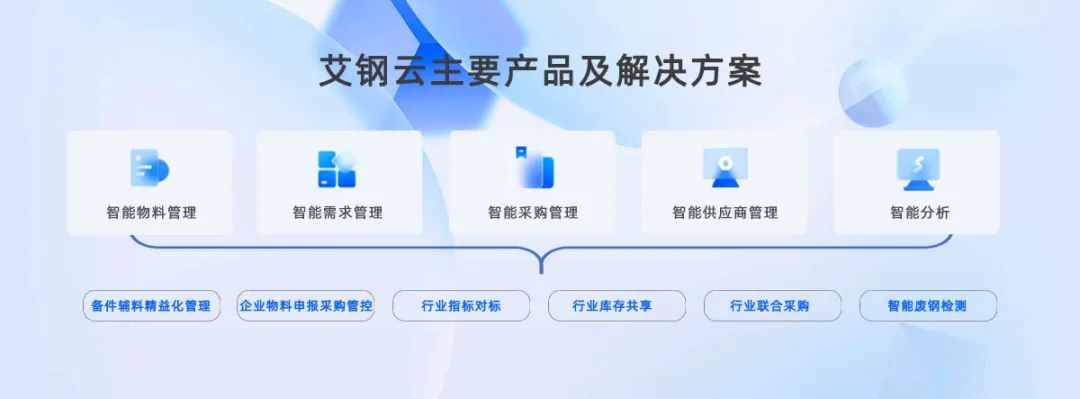 艾钢云主要产品及解决方案
智能物料管理
智能需求管理
智能采购管理
智能供应商管理
智能分析
备件辅料精益化管理
企业物料申报采购管控
行业指标对标
行业库存共享
行业联合采购
智能废钢检测